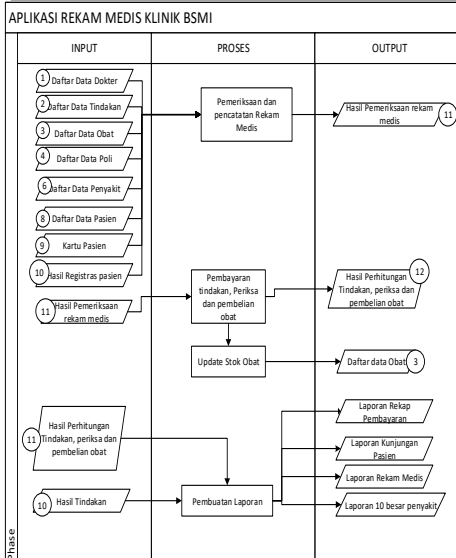 APLIKASI REKAM MEDIS KLINIK BSMI
INPUT
PROSES
OUTPUT
1 Daftar Data Dokter
2 Daftar Data Tindakan
3 Daftar Data Obat
4 Daftar Data Poli
6 Daftar Data Penyakit
8 Daftar Data Pasien
9 Kartu Pasien
10 Hasil Registras pasien
Pemeriksaan dan
pencatatan Rekam
Medis
Hasil Pemeriksaan rekam
medis
11
11 Hasil Pemeriksaan
rekam medis
Pembayaran
tindakan, Periksa
dan pembelian
obat
Hasil Perhitungan
Tindakan, periksa dan
pembelian obat
12
Update Stok Obat
Daftar data Obat 3
11 Hasil Perhitungan
Tindakan, periksa dan
pembelian obat
10 Hasil Tindakan
Pembuatan Laporan
Laporan Rekap
Pembayaran
Laporan Kunjungan
Pasien
Laporan Rekam Medis
Laporan 10 besar penyakit
Phase